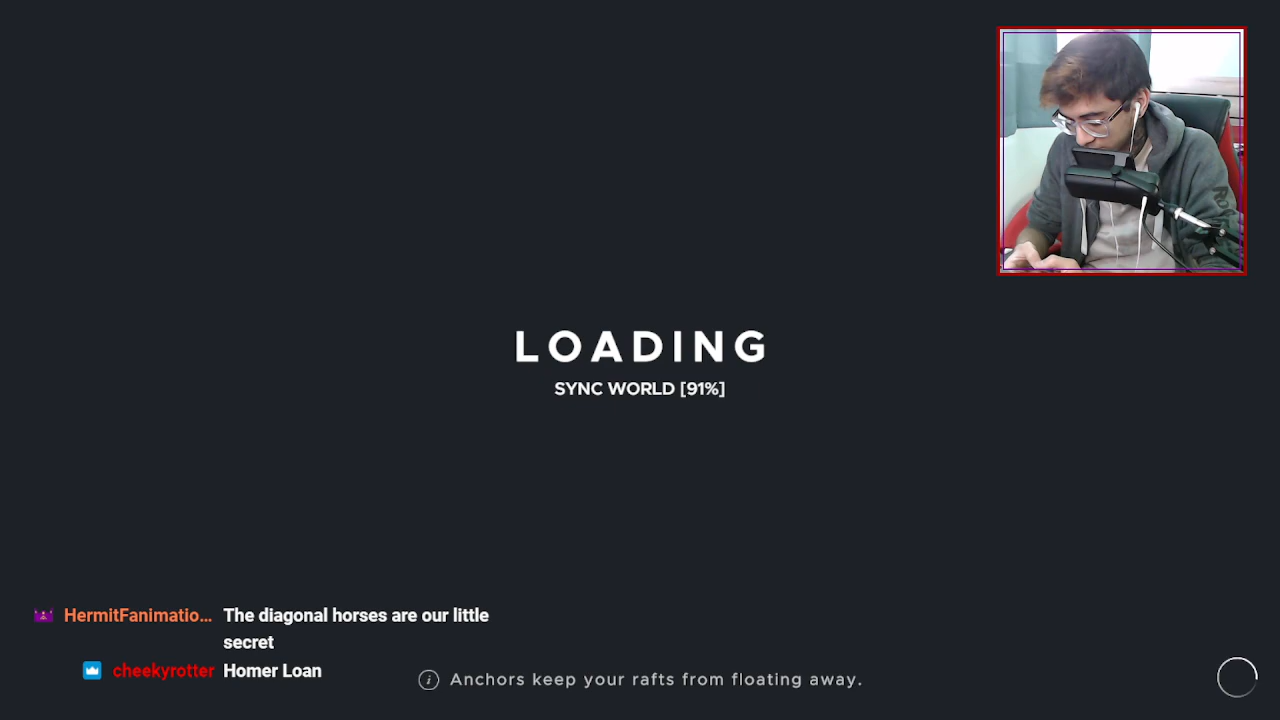 LOADING
SYNC WORLD [91%]
HermitFanimatio... The diagonal horses are our little
secret
cheekyrotter Homer Loan
Anchors keep your rafts from floating away.